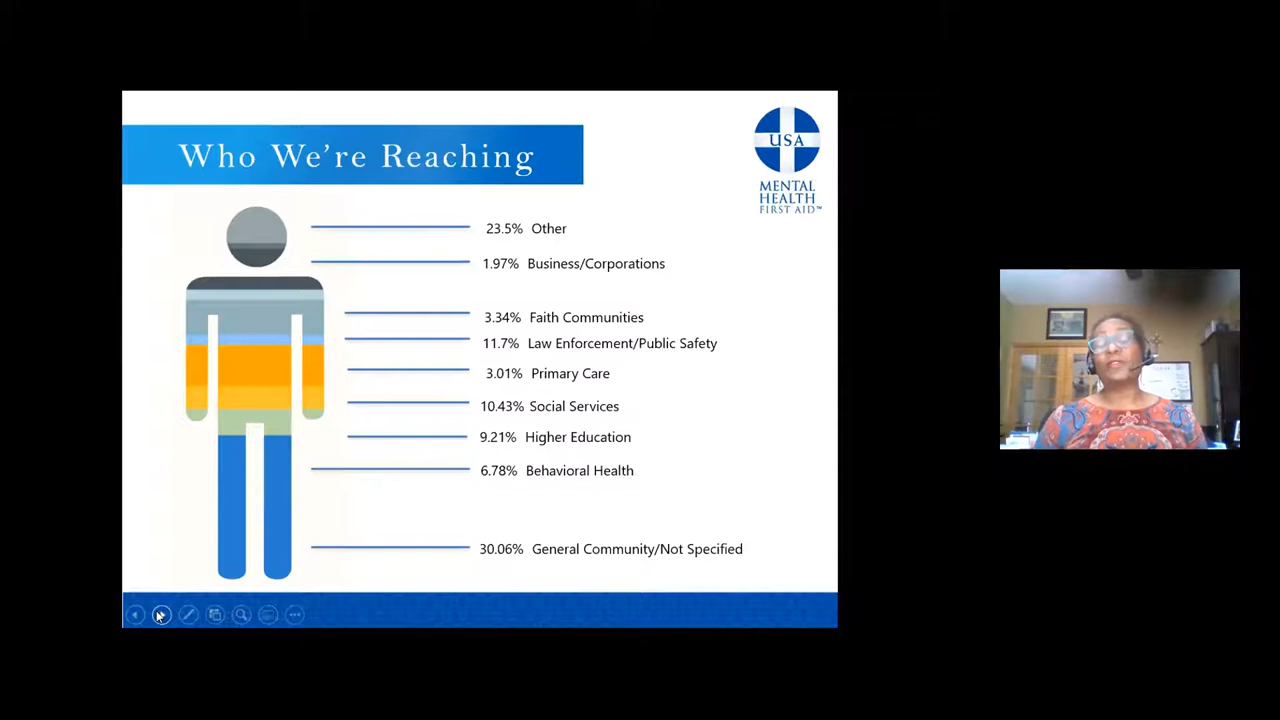 Who We're Reaching
USA
MENTAL
HEALTH
FIRST AID™
23.5% Other
1.97% Business/Corporations
3.34% Faith Communities
11.7% Law Enforcement/Public Safety
3.01% Primary Care
10.43% Social Services
9.21% Higher Education
6.78% Behavioral Health
30.06% General Community/Not Specified